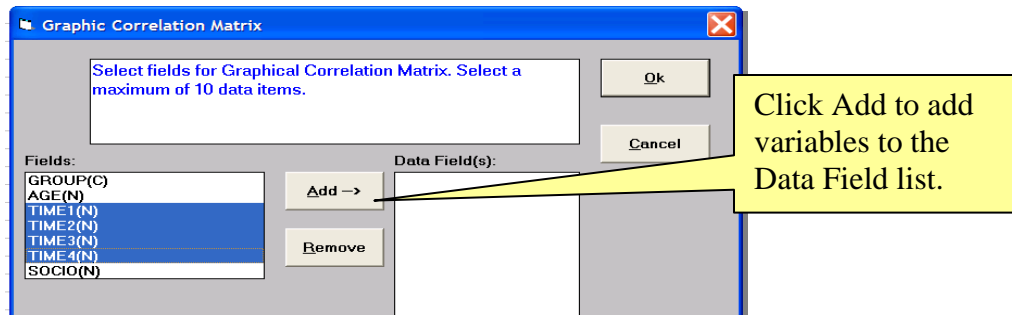 Graphic Correlation Matrix
Select fields for Graphical Correlation Matrix. Select a
maximum of 10 data items.
Ok
Cancel
Click Add to add
variables to the
Data Field list.
Fields:
GROUP(C)
AGE(N)
TIME1(N)
TIME2(N)
TIME3(N)
TIME4(N)
SOCIO(N)
Add -->
Remove
Data Field(s):